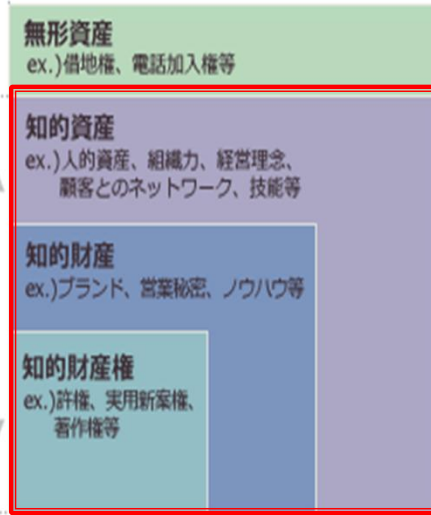 無形資産
ex.)借地権、電話加入権等
知的資産
ex.)人的資産、組織力、経営理念、
顧客とのネットワーク、技能等
知的財産
ex.)ブランド、営業秘密、ノウハウ等
知的財産権
ex.)許権、実用新案権、
著作権等